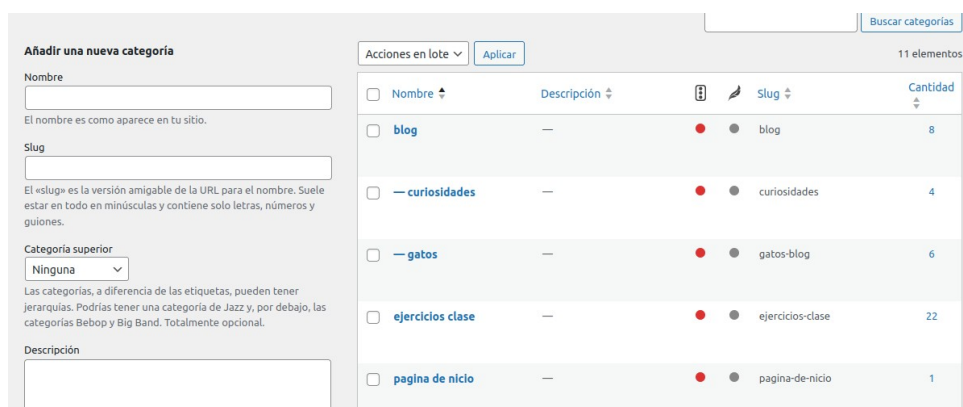 Buscar categorías
Añadir una nueva categoría
Nombre
El nombre es como aparece en tu sitio.
Slug
El «slug» es la versión amigable de la URL para el nombre. Suele
estar en todo en minúsculas y contiene solo letras, números y
guiones.
Categoría superior
Ninguna
Las categorías, a diferencia de las etiquetas, pueden tener
jerarquías. Podrías tener una categoría de Jazz y, por debajo, las
categorías Bebop y Big Band. Totalmente opcional.
Descripción
Acciones en lote Aplicar 11 elementos
Nombre Descripción Slug Cantidad
blog — blog 8
— curiosidades — curiosidades 4
— gatos — gatos-blog 6
ejercicios clase — ejercicios-clase 22
pagina de nicio — pagina-de-nicio 1